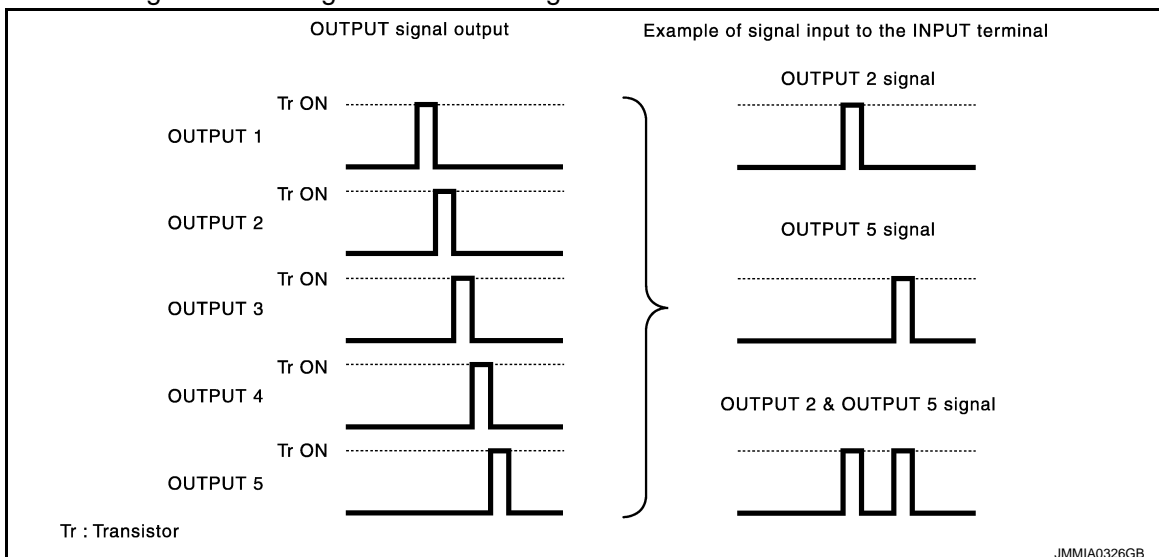 OUTPUT signal output
Example of signal input to the INPUT terminal
Tr ON
OUTPUT 1
Tr ON
OUTPUT 2
Tr ON
OUTPUT 3
Tr ON
OUTPUT 4
Tr ON
OUTPUT 5
OUTPUT 2 signal
OUTPUT 5 signal
OUTPUT 2 & OUTPUT 5 signal
Tr : Transistor
JMMIA0326GB